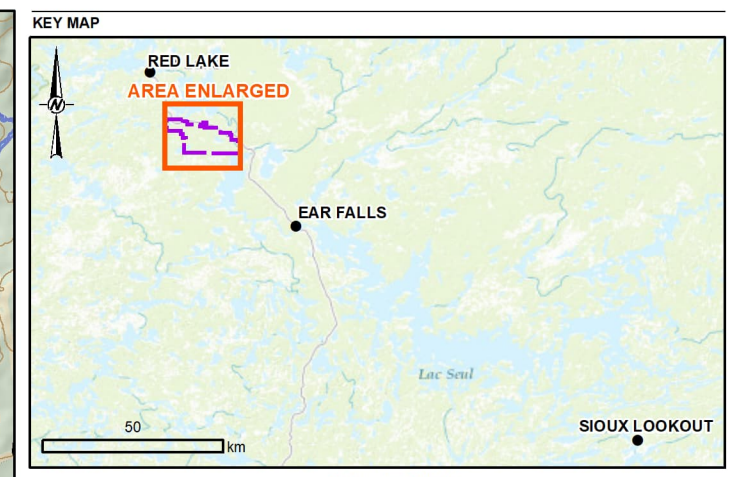 KEY MAP
RED LAKE
AREA ENLARGED
N
EAR FALLS
Lac Seul
SIOUX LOOKOUT
50
km